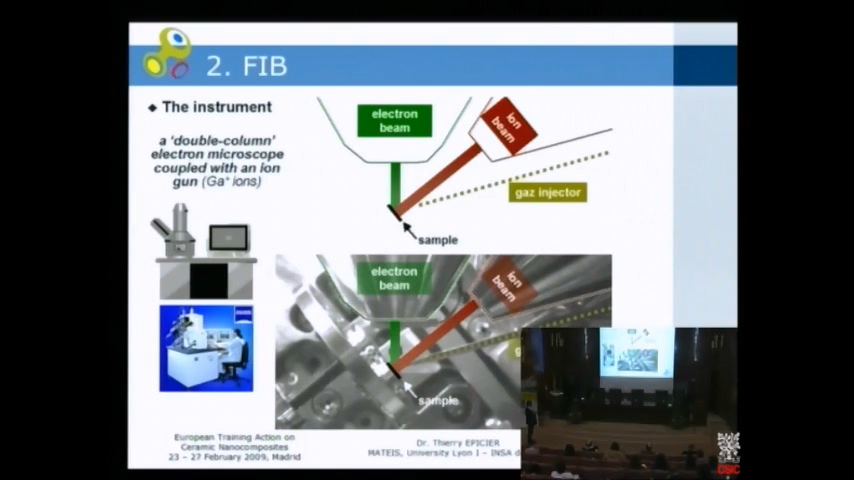 2. FIB
◆ The instrument
a 'double-column'
electron microscope
coupled with an ion
gun (Ga⁺ ions)
electron
beam
ion
beam
gaz injector
sample
electron
beam
ion
beam
g
sample
European Training Action on
Ceramic Nanocomposites
23 - 27 February 2009, Madrid
Dr. Thierry EPICIER
MATEIS, University Lyon I - INSA d
CSIC